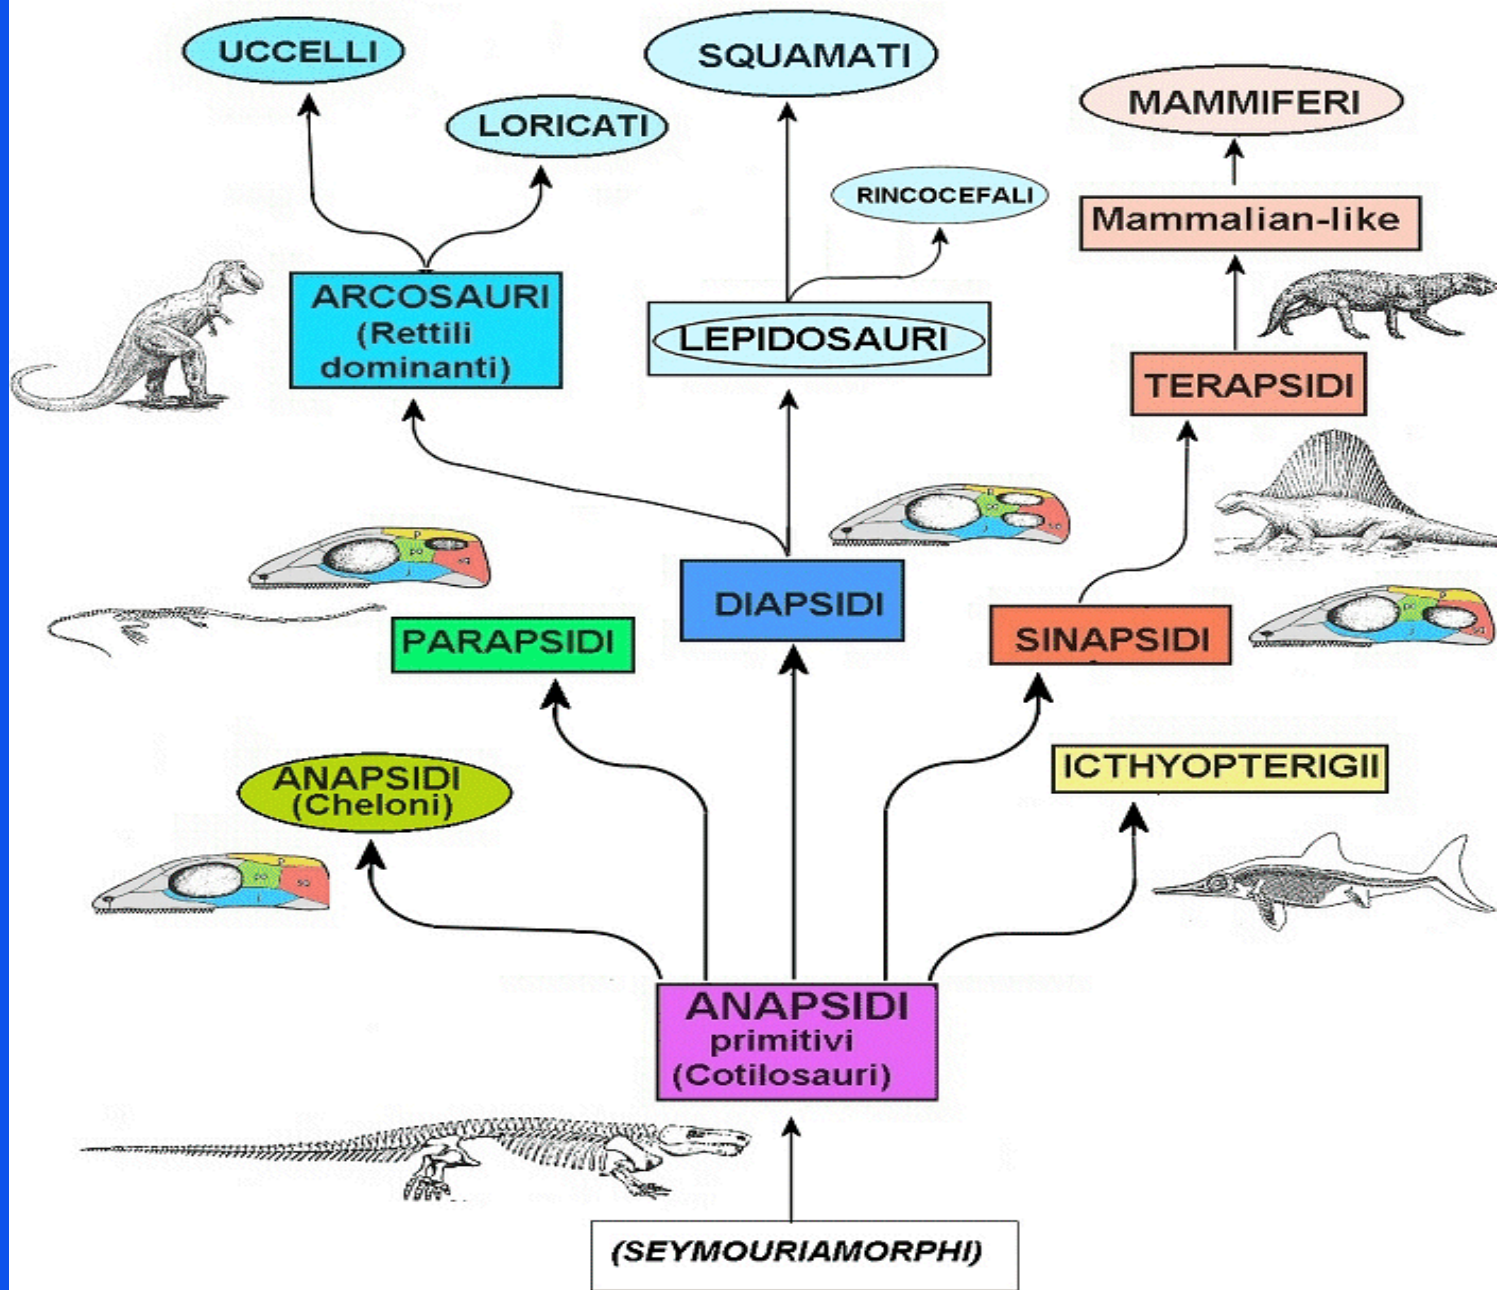 UCCELLI
SQUAMATI
MAMMIFERI
LORICATI
RINCOCEFALI
Mammalian-like
ARCOSAURI
(Rettili
dominanti)
LEPIDOSAURI
TERAPSIDI
DIAPSIDI
PARAPSIDI
SINAPSIDI
ANAPSIDI
(Cheloni)
ICTHYOPTERIGII
ANAPSIDI
primitivi
(Cotilosauri)
(SEYMOURIAMORPHI)